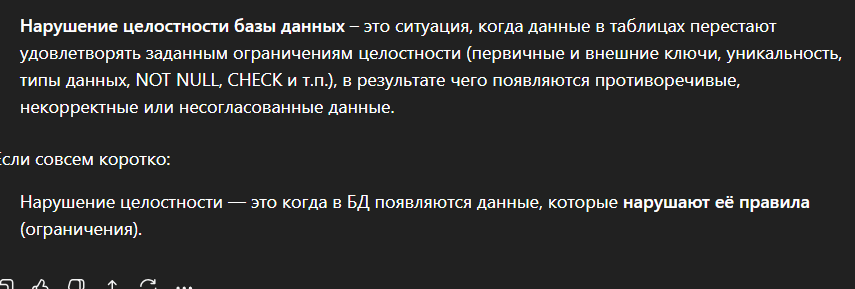 Нарушение целостности базы данных – это ситуация, когда данные в таблицах перестают
удовлетворять заданным ограничениям целостности (первичные и внешние ключи, уникальность,
типы данных, NOT NULL, CHECK и т.п.), в результате чего появляются противоречивые,
некорректные или несогласованные данные.
Если совсем коротко:
Нарушение целостности — это когда в БД появляются данные, которые нарушают её правила
(ограничения).